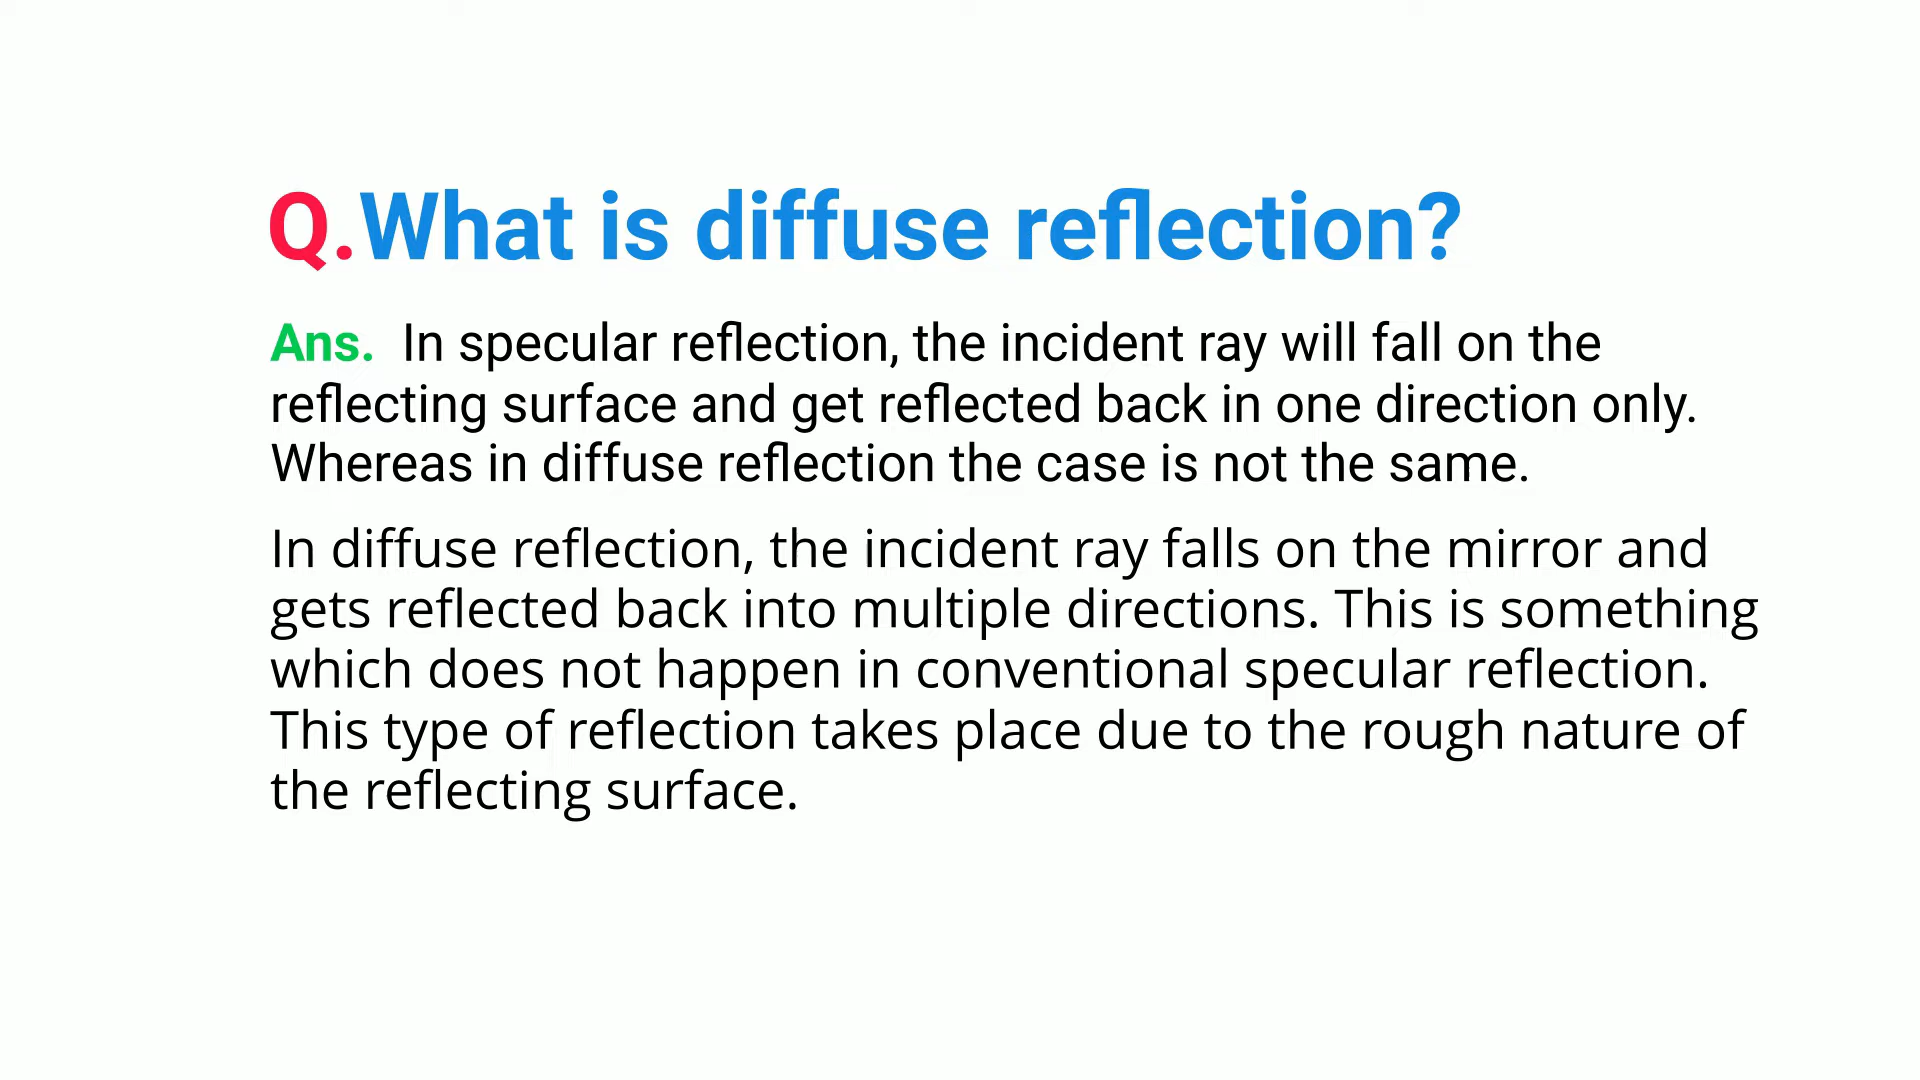 Q.What is diffuse reflection?
Ans. In specular reflection, the incident ray will fall on the
reflecting surface and get reflected back in one direction only.
Whereas in diffuse reflection the case is not the same.
In diffuse reflection, the incident ray falls on the mirror and
gets reflected back into multiple directions. This is something
which does not happen in conventional specular reflection.
This type of reflection takes place due to the rough nature of
the reflecting surface.